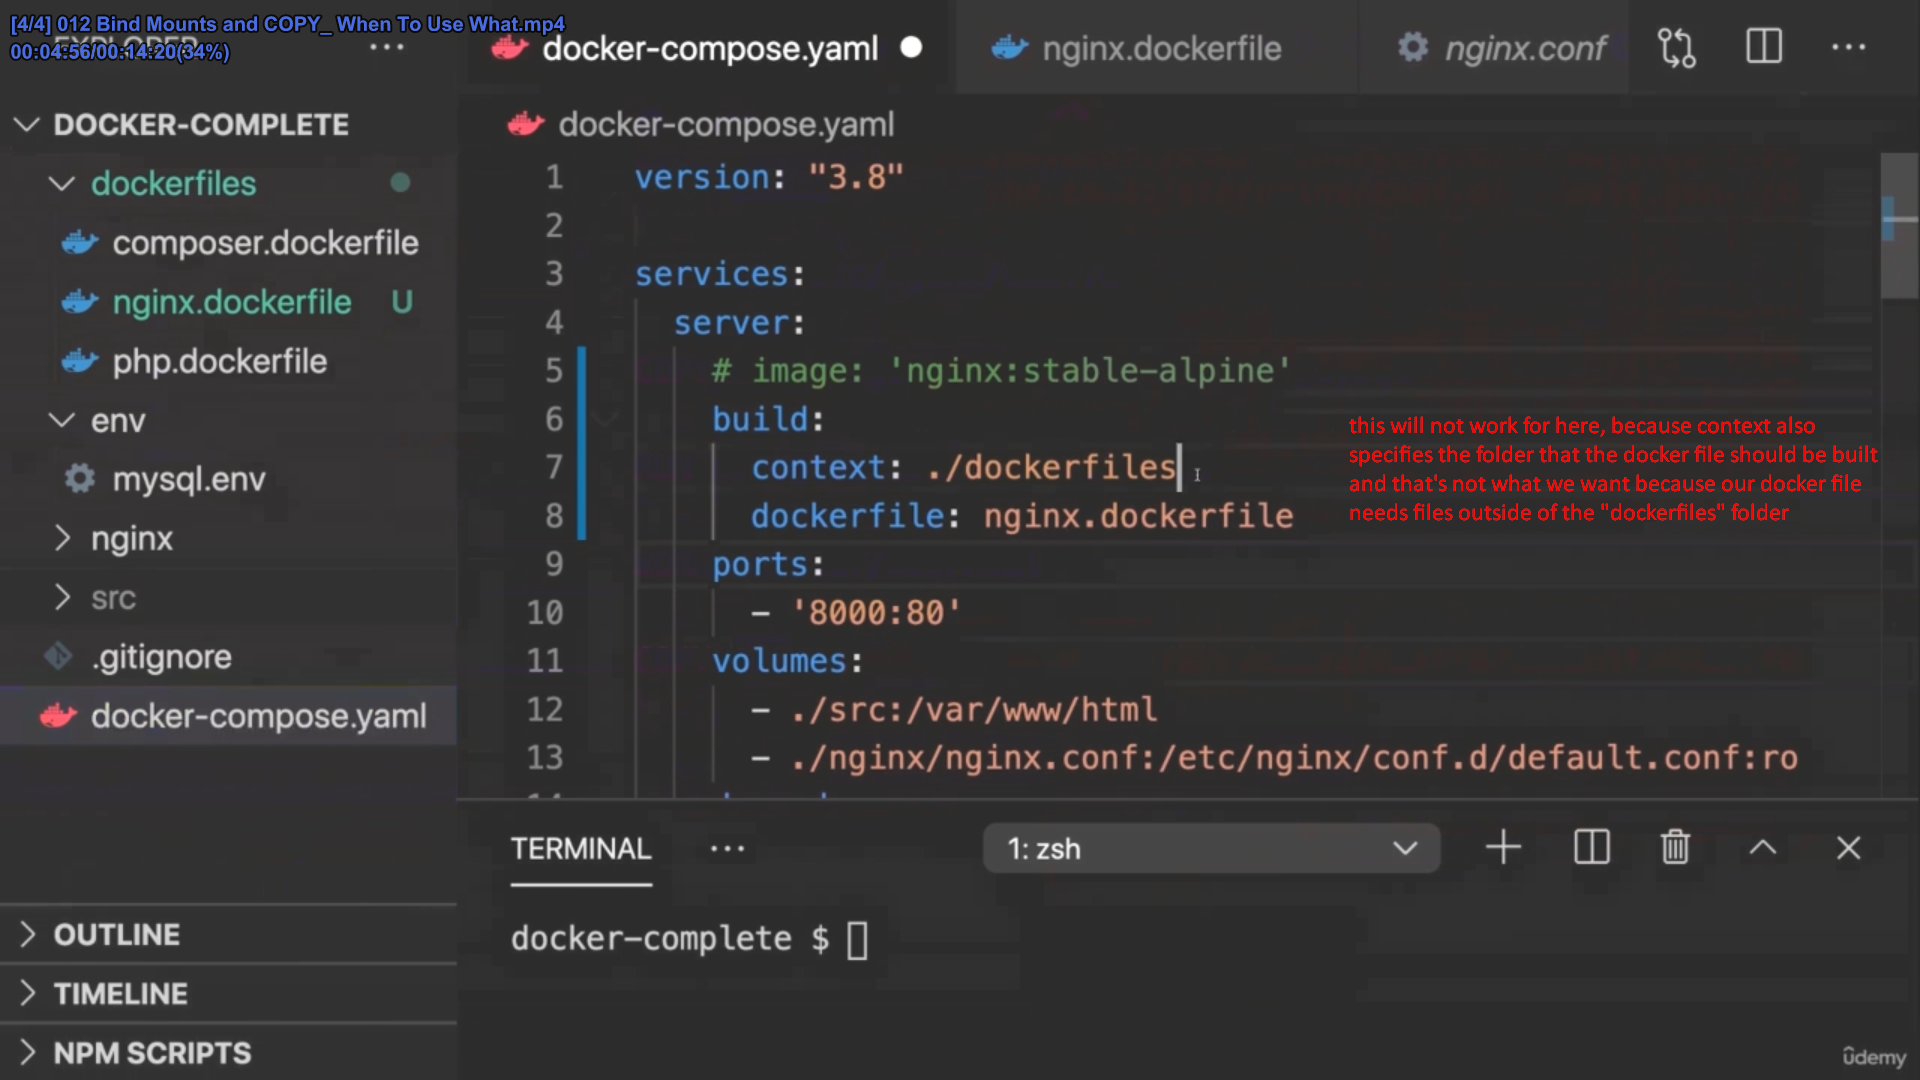 [4/4] 012 Bind Mounts and COPY_ When To Use What.mp4
00:04:56/00:14:20(34%)
EXPLORER
docker-compose.yaml
nginx.dockerfile
nginx.conf
DOCKER-COMPLETE
dockerfiles
composer.dockerfile
nginx.dockerfile U
php.dockerfile
env
mysql.env
nginx
src
.gitignore
docker-compose.yaml
OUTLINE
TIMELINE
NPM SCRIPTS
docker-compose.yaml
1 version: "3.8"
2
3 services:
4 server:
5 # image: 'nginx:stable-alpine'
6 build:
7 context: ./dockerfiles
8 dockerfile: nginx.dockerfile
9 ports:
10 - '8000:80'
11 volumes:
12 - ./src:/var/www/html
13 - ./nginx/nginx.conf:/etc/nginx/conf.d/default.conf:ro
this will not work for here, because context also
specifies the folder that the docker file should be built
and that's not what we want because our docker file
needs files outside of the "dockerfiles" folder
TERMINAL
1: zsh
docker-complete $
ûdemy